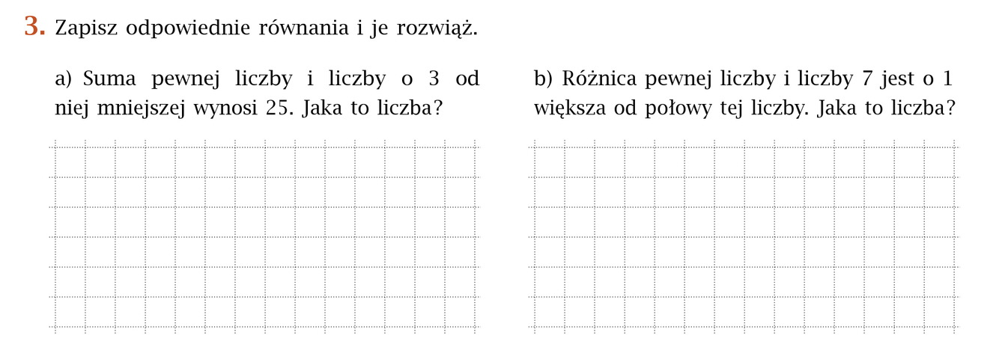 3. Zapisz odpowiednie równania i je rozwiąż.
a) Suma pewnej liczby i liczby o 3 od
niej mniejszej wynosi 25. Jaka to liczba?
b) Różnica pewnej liczby i liczby 7 jest o 1
większa od połowy tej liczby. Jaka to liczba?